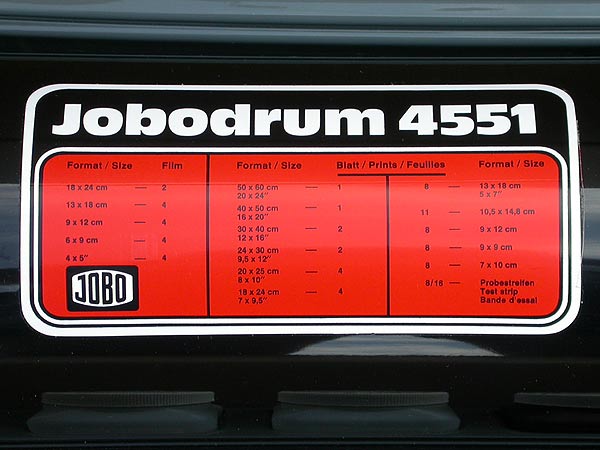 Jobodrum 4551
Format / Size Film
18 x 24 cm — 2
13 x 18 cm — 4
9 x 12 cm — 4
6 x 9 cm — 4
4 x 5" — 4
JOBO
Format / Size Blatt / Prints / Feuilles Format / Size
50 x 60 cm — 1
20 x 24"
40 x 50 cm — 1
16 x 20"
30 x 40 cm — 2
12 x 16"
24 x 30 cm — 2
9,5 x 12"
20 x 25 cm — 4
8 x 10"
18 x 24 cm — 4
7 x 9,5"
8 — 13 x 18 cm
5 x 7"
11 — 10,5 x 14,8 cm
8 — 9 x 12 cm
8 — 9 x 9 cm
8 — 7 x 10 cm
8/16 — Probestreifen
Test strip
Bande d'essai